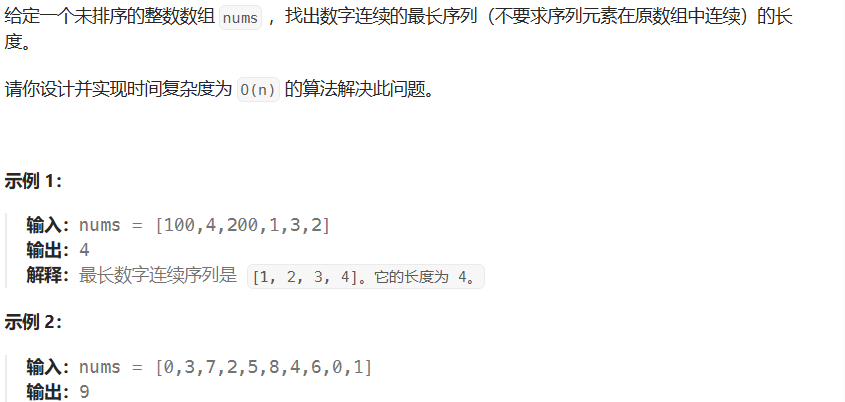 给定一个未排序的整数数组 nums ，找出数字连续的最长序列（不要求序列元素在原数组中连续）的长
度。
请你设计并实现时间复杂度为 O(n) 的算法解决此问题。
示例 1：
输入：nums = [100,4,200,1,3,2]
输出：4
解释：最长数字连续序列是 [1, 2, 3, 4]。它的长度为 4。
示例 2：
输入：nums = [0,3,7,2,5,8,4,6,0,1]
输出：9